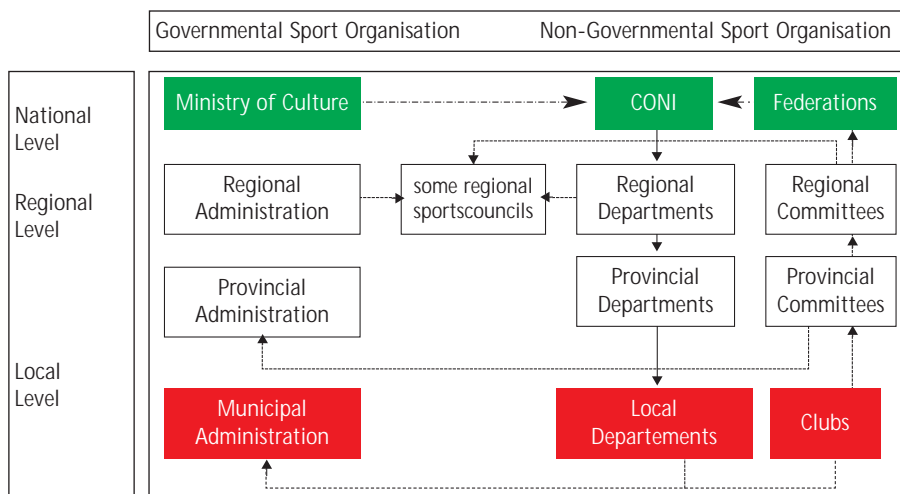 Governmental Sport Organisation
Non-Governmental Sport Organisation
National
Level
Ministry of Culture
CONI
Federations
Regional
Level
Regional
Administration
some regional
sportscouncils
Regional
Departments
Regional
Committees
Provincial
Administration
Provincial
Departments
Provincial
Committees
Local
Level
Municipal
Administration
Local
Departements
Clubs